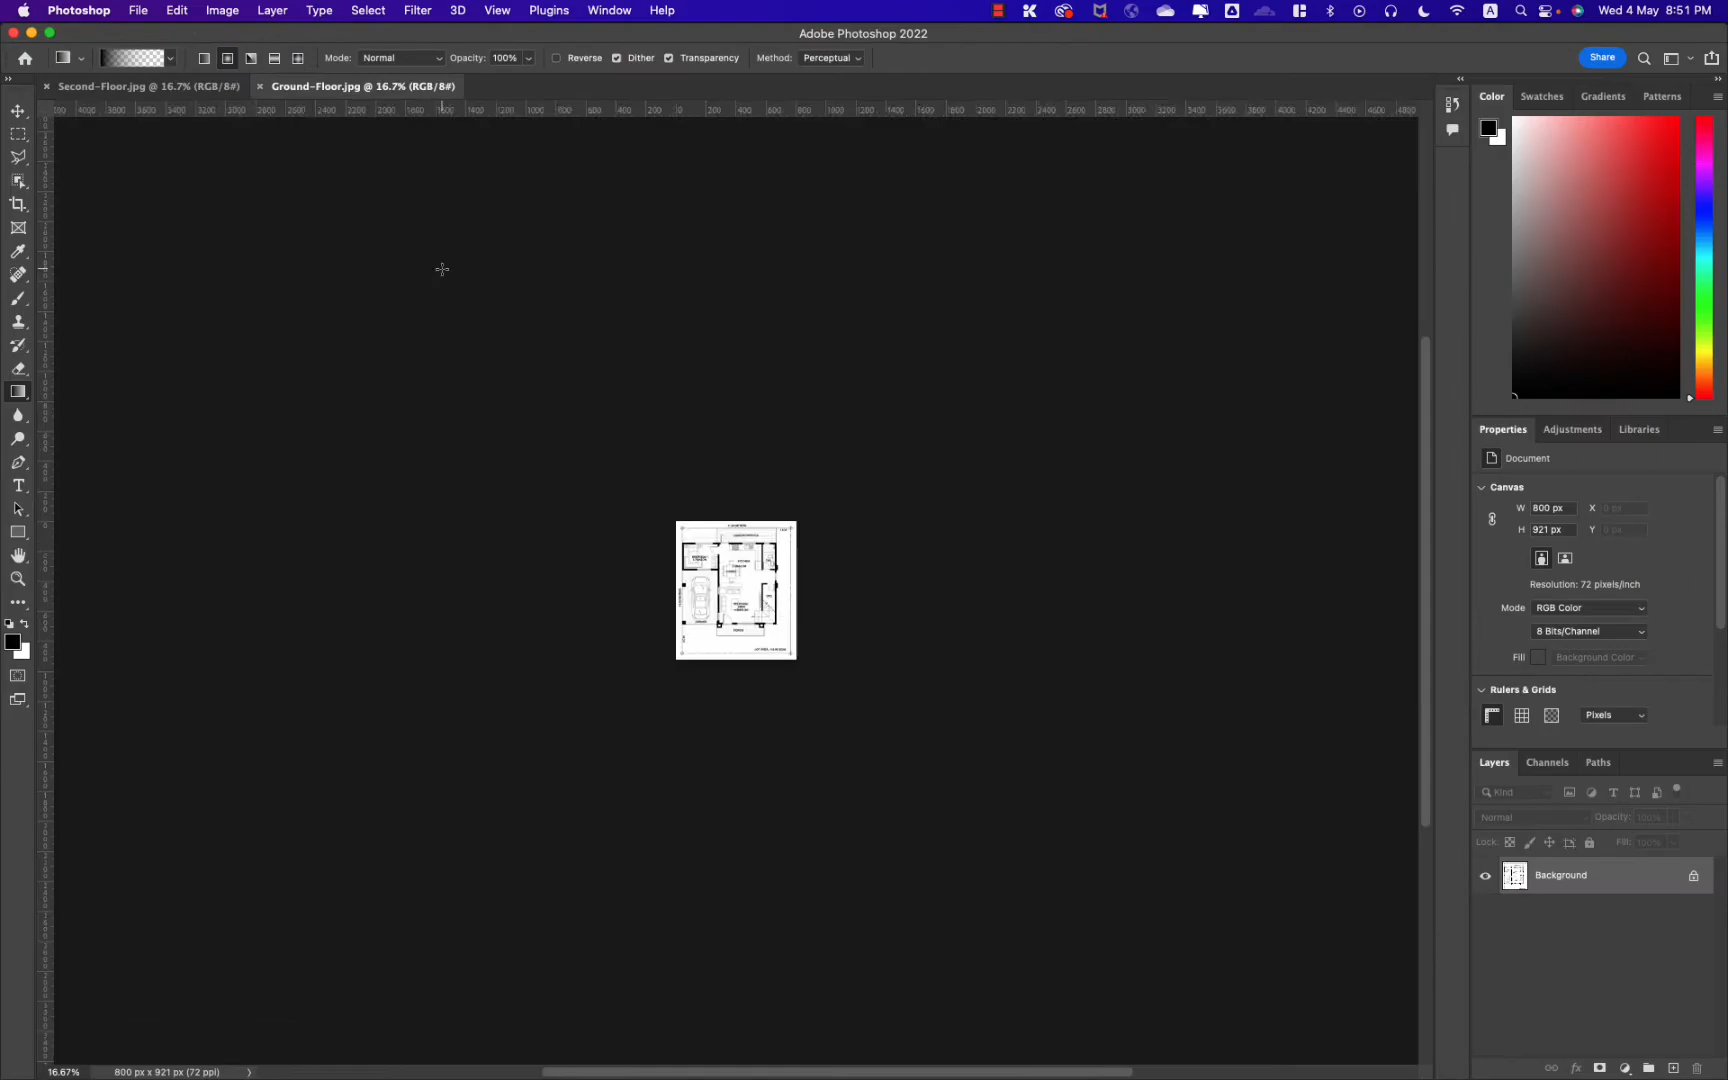 Photoshop File Edit Image Layer Type Select Filter 3D View Plugins Window Help Wed 4 May 8:51 PM
Adobe Photoshop 2022
Mode: Normal Opacity: 100% Reverse Dither Transparency Method: Perceptual Share
Second-Floor.jpg @ 16.7% (RGB/8#) Ground-Floor.jpg @ 16.7% (RGB/8#)
Color Swatches Gradients Patterns
Properties Adjustments Libraries
Document
Canvas
W 800 px X 0 px
H 921 px Y 0 px
Resolution: 72 pixels/inch
Mode RGB Color
8 Bits/Channel
Fill Background Color
Rulers & Grids
Pixels
Layers Channels Paths
Kind
Normal Opacity: 100%
Lock: Fill: 100%
Background
16.67% 800 px x 921 px (72 ppi)